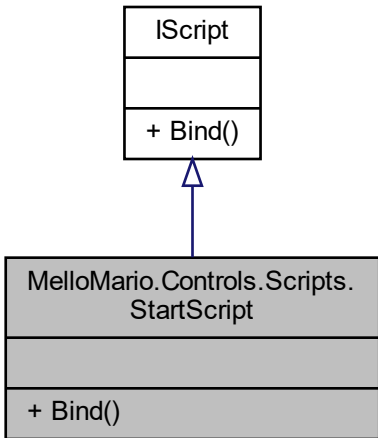 IScript
+ Bind()
MelloMario.Controls.Scripts.
StartScript
+ Bind()